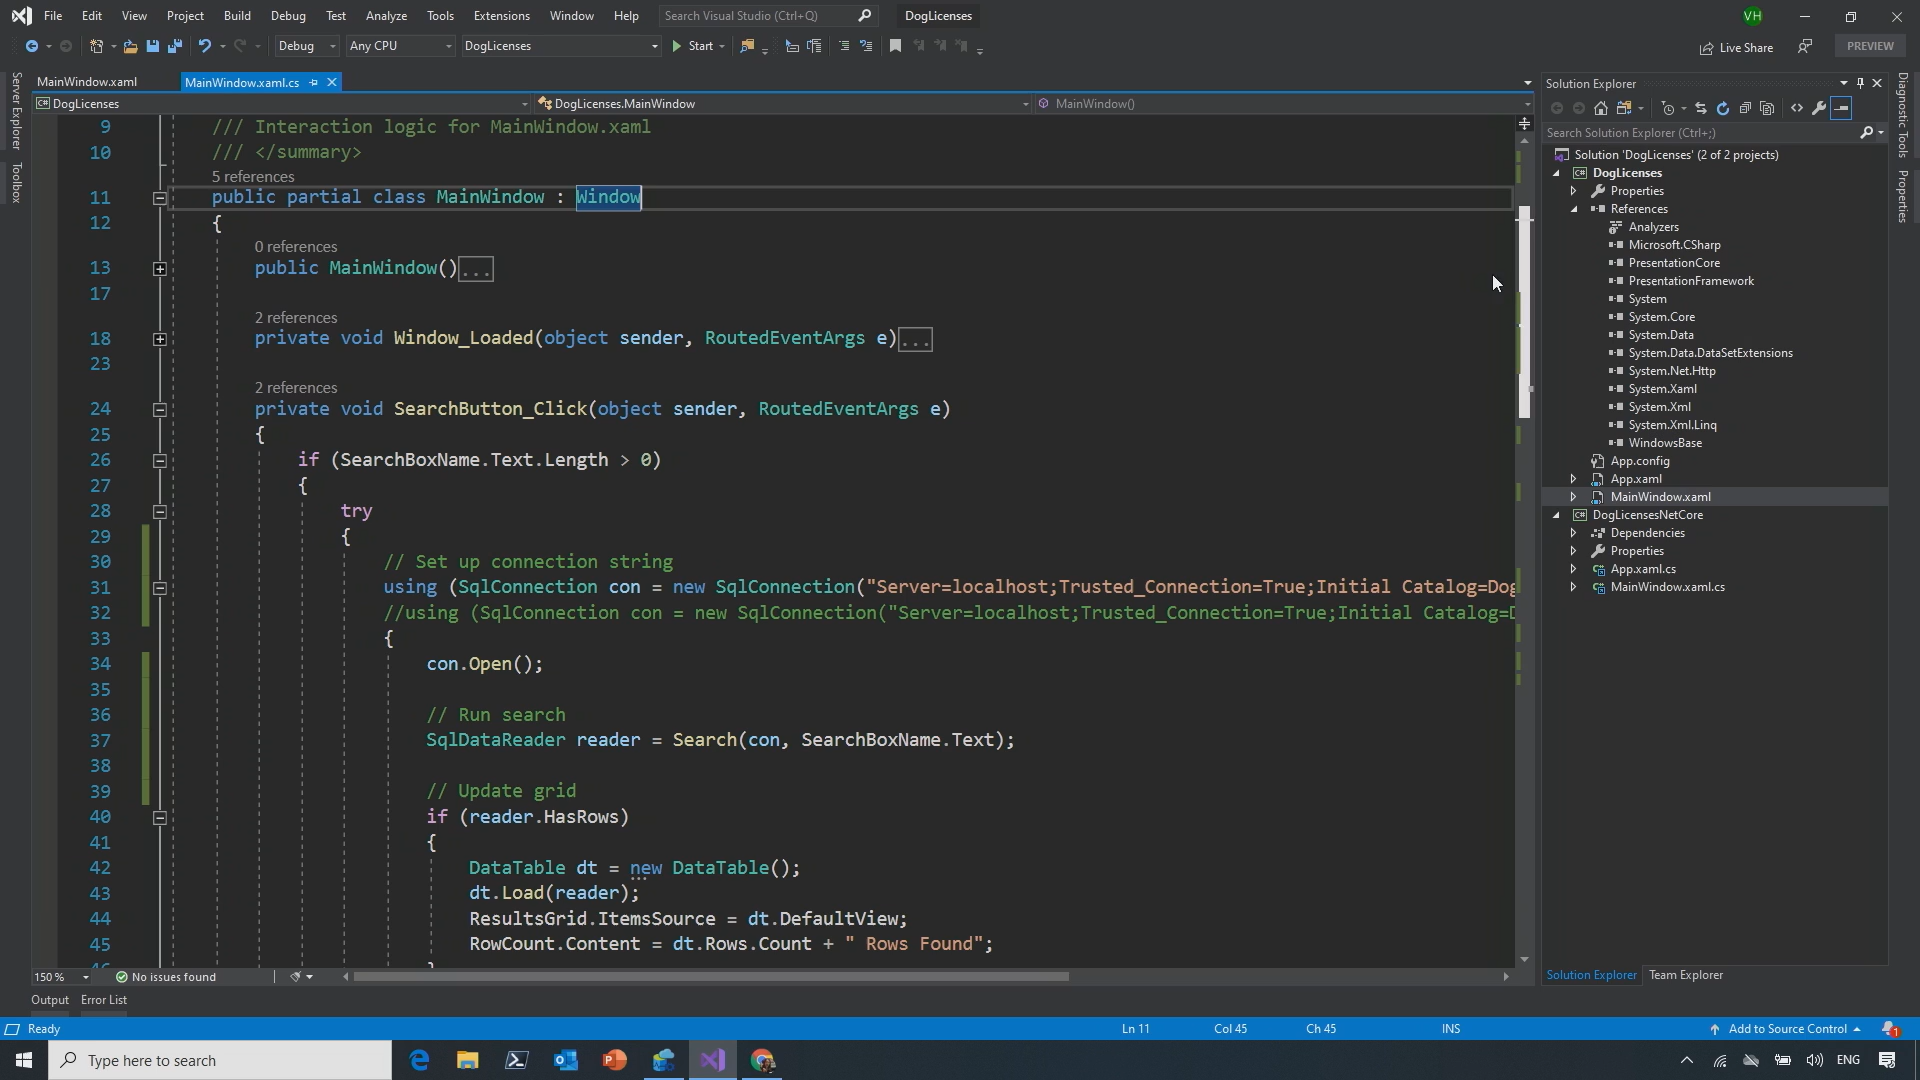 File Edit View Project Build Debug Test Analyze Tools Extensions Window Help Search Visual Studio (Ctrl+Q) DogLicenses VH
Debug Any CPU DogLicenses Start Live Share PREVIEW
MainWindow.xaml MainWindow.xaml.cs
DogLicenses DogLicenses.MainWindow MainWindow()
Server Explorer
Toolbox
9 /// Interaction logic for MainWindow.xaml
10 /// </summary>
5 references
11 public partial class MainWindow : Window
12 {
0 references
13 public MainWindow()...
17
2 references
18 private void Window_Loaded(object sender, RoutedEventArgs e)...
23
2 references
24 private void SearchButton_Click(object sender, RoutedEventArgs e)
25 {
26 if (SearchBoxName.Text.Length > 0)
27 {
28 try
29 {
30 // Set up connection string
31 using (SqlConnection con = new SqlConnection("Server=localhost;Trusted_Connection=True;Initial Catalog=Dog
32 //using (SqlConnection con = new SqlConnection("Server=localhost;Trusted_Connection=True;Initial Catalog=D
33 {
34 con.Open();
35
36 // Run search
37 SqlDataReader reader = Search(con, SearchBoxName.Text);
38
39 // Update grid
40 if (reader.HasRows)
41 {
42 DataTable dt = new DataTable();
43 dt.Load(reader);
44 ResultsGrid.ItemsSource = dt.DefaultView;
45 RowCount.Content = dt.Rows.Count + " Rows Found";
150 % No issues found
Output Error List
Solution Explorer
Search Solution Explorer (Ctrl+;)
Solution 'DogLicenses' (2 of 2 projects)
DogLicenses
Properties
References
Analyzers
Microsoft.CSharp
PresentationCore
PresentationFramework
System
System.Core
System.Data
System.Data.DataSetExtensions
System.Net.Http
System.Xaml
System.Xml
System.Xml.Linq
WindowsBase
App.config
App.xaml
MainWindow.xaml
DogLicensesNetCore
Dependencies
Properties
App.xaml.cs
MainWindow.xaml.cs
Solution Explorer Team Explorer
Diagnostic Tools
Properties
Ready Ln 11 Col 45 Ch 45 INS Add to Source Control 1
Type here to search ENG